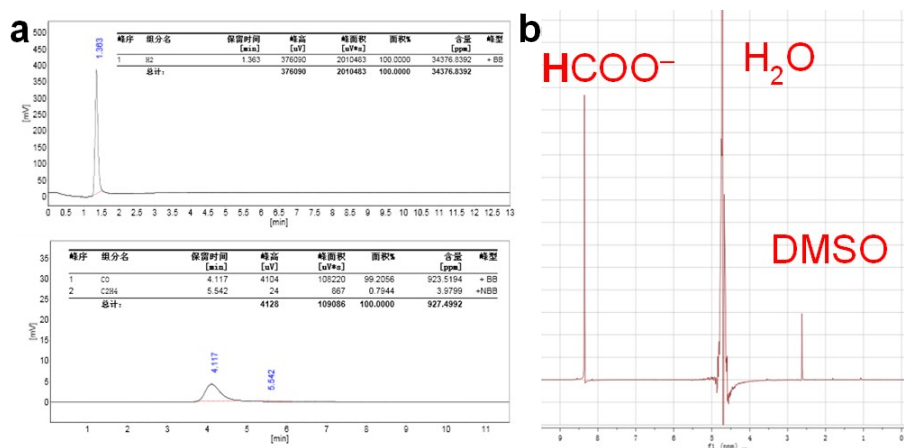 a
峰序 组分名 保留时间 [min] 峰高 [uV] 峰面积 [uV*s] 面积% 含量 [ppm] 峰型
1 H2 1.363 376090 2010483 100.0000 34376.8392 + BB
总计: 376090 2010483 100.0000 34376.8392
1.363
500
450
400
350
300
250
200
150
100
50
0
[mV]
0 0.5 1 1.5 2 2.5 3 3.5 4 4.5 5 5.5 6 6.5 7 7.5 8 8.5 9 9.5 10 10.5 11 11.5 12 12.5 13
[min]
峰序 组分名 保留时间 [min] 峰高 [uV] 峰面积 [uV*s] 面积% 含量 [ppm] 峰型
1 CO 4.117 4104 108220 99.2056 923.5194 + BB
2 C2H4 5.542 24 867 0.7944 3.9799 +NBB
总计: 4128 109086 100.0000 927.4992
35
30
25
20
15
10
5
0
[mV]
4.117
5.542
1 2 3 4 5 6 7 8 9 10 11
[min]
b
HCOO⁻
H₂O
DMSO
9 8 7 6 5 4 3 2 1 0
f1 (ppm)